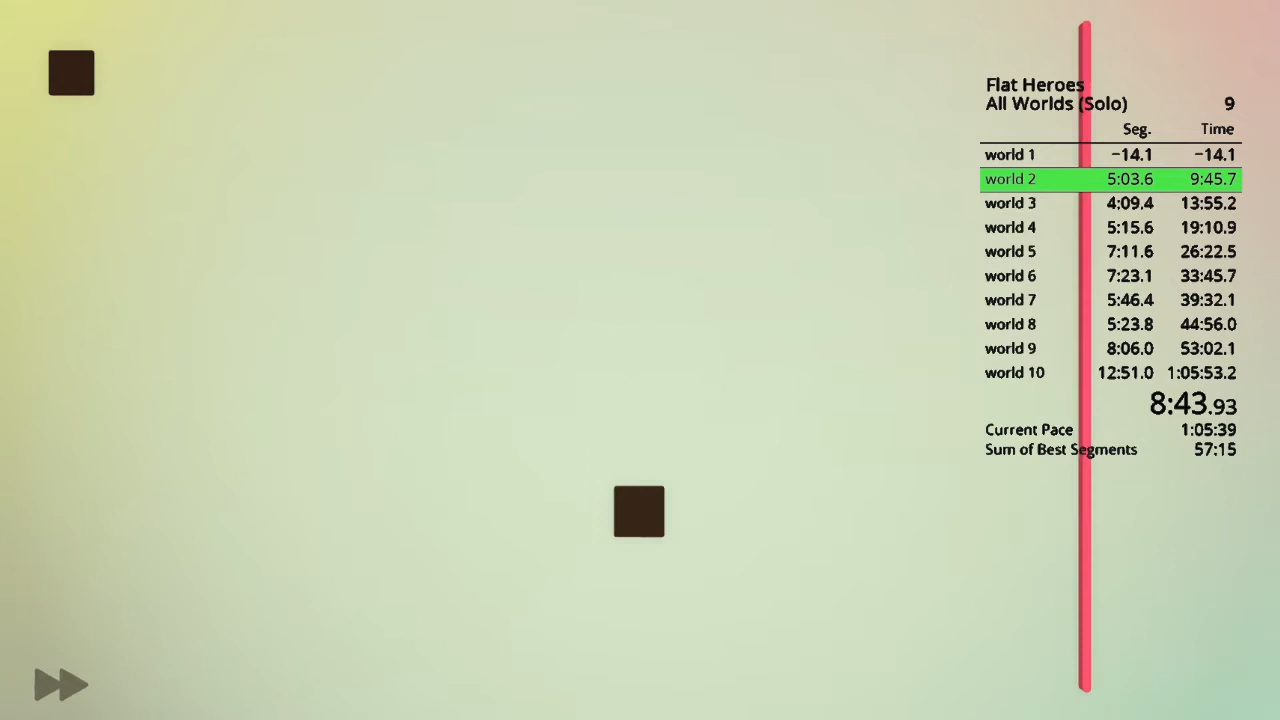 Flat Heroes
All Worlds (Solo) 9
Seg. Time
world 1 −14.1 −14.1
world 2 5:03.6 9:45.7
world 3 4:09.4 13:55.2
world 4 5:15.6 19:10.9
world 5 7:11.6 26:22.5
world 6 7:23.1 33:45.7
world 7 5:46.4 39:32.1
world 8 5:23.8 44:56.0
world 9 8:06.0 53:02.1
world 10 12:51.0 1:05:53.2
8:43.93
Current Pace 1:05:39
Sum of Best Segments 57:15